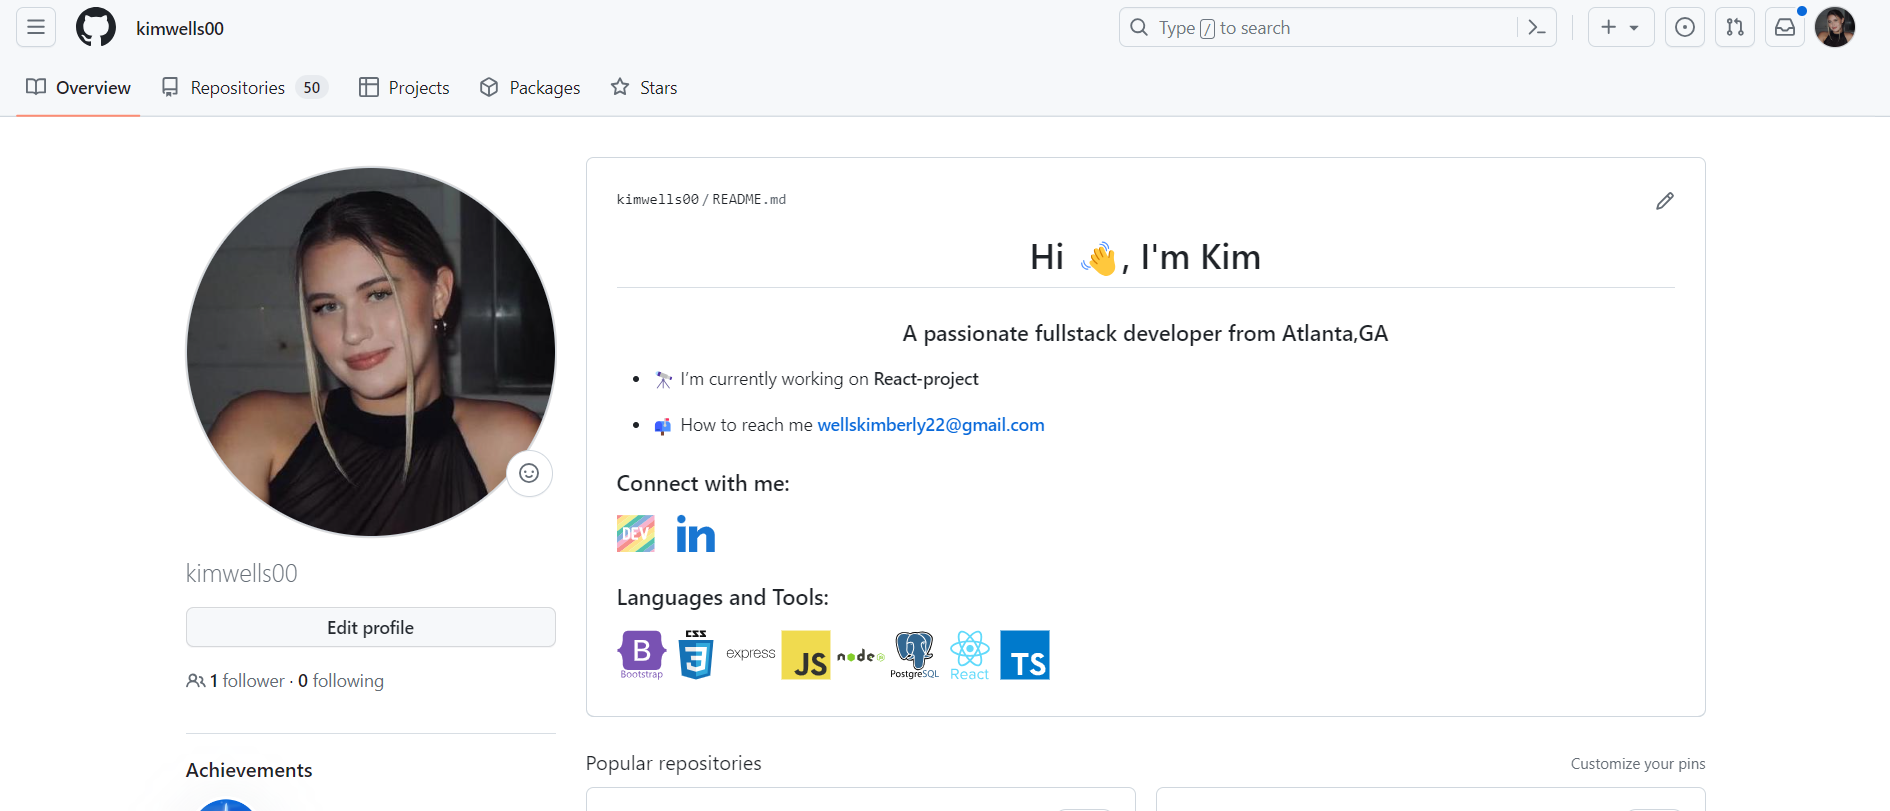 kimwells00
Type / to search
Overview
Repositories 50
Projects
Packages
Stars
kimwells00/README.md
Hi 👋, I'm Kim
A passionate fullstack developer from Atlanta,GA
🔭 I’m currently working on React-project
📫 How to reach me wellskimberly22@gmail.com
Connect with me:
DEV in
Languages and Tools:
B Bootstrap CSS 3 express JS node PostgreSQL React TS
kimwells00
Edit profile
1 follower · 0 following
Achievements
Popular repositories
Customize your pins